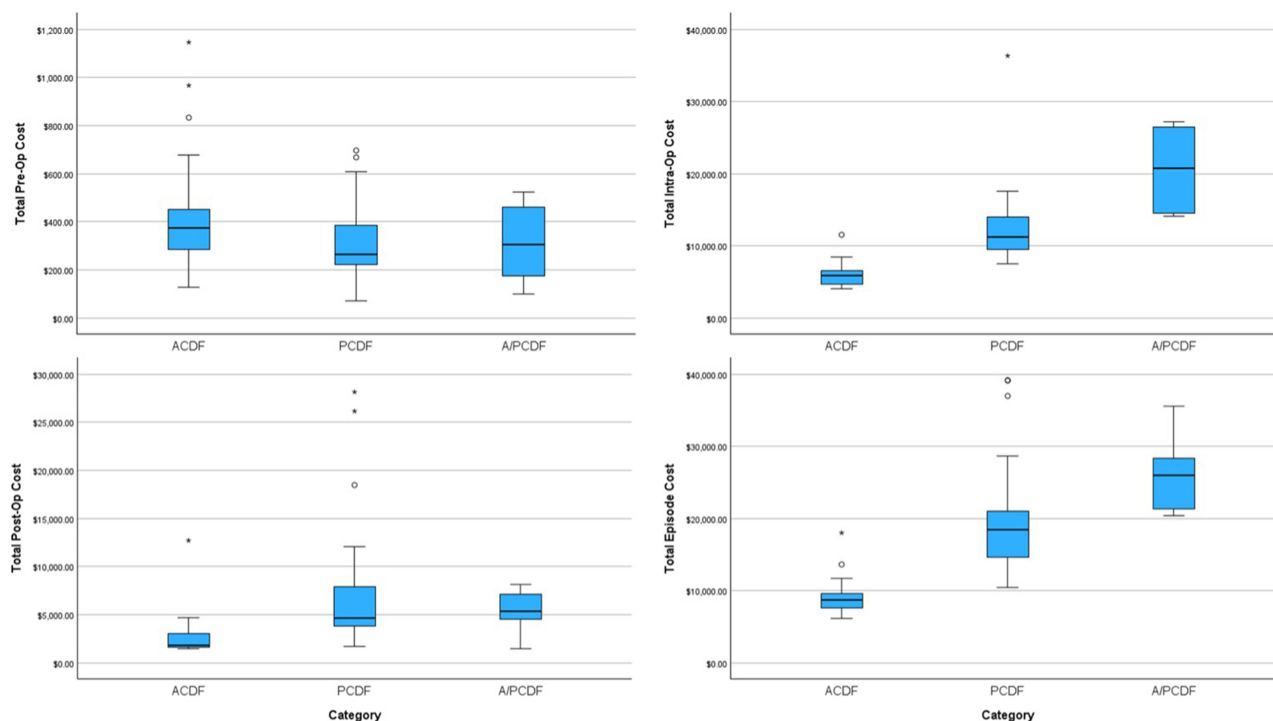 Total Pre-Op Cost
$1,200.00
$1,000.00
$800.00
$600.00
$400.00
$200.00
$0.00
ACDF
PCDF
A/PCDF
Total Intra-Op Cost
$40,000.00
$30,000.00
$20,000.00
$10,000.00
$0.00
ACDF
PCDF
A/PCDF
Total Post-Op Cost
$30,000.00
$25,000.00
$20,000.00
$15,000.00
$10,000.00
$5,000.00
$0.00
ACDF
PCDF
A/PCDF
Category
Total Episode Cost
$40,000.00
$30,000.00
$20,000.00
$10,000.00
$0.00
ACDF
PCDF
A/PCDF
Category